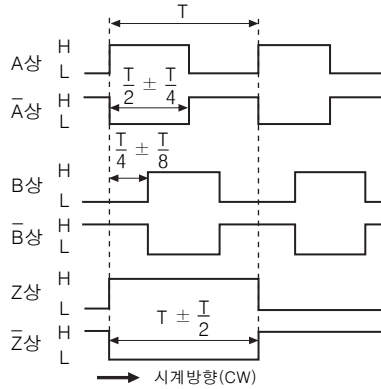 T
A상 H
L
A̅상 H
L
T/2 ± T/4
T/4 ± T/8
B상 H
L
B̅상 H
L
Z상 H
L
Z̅상 H
L
T ± T/2
시계방향(CW)